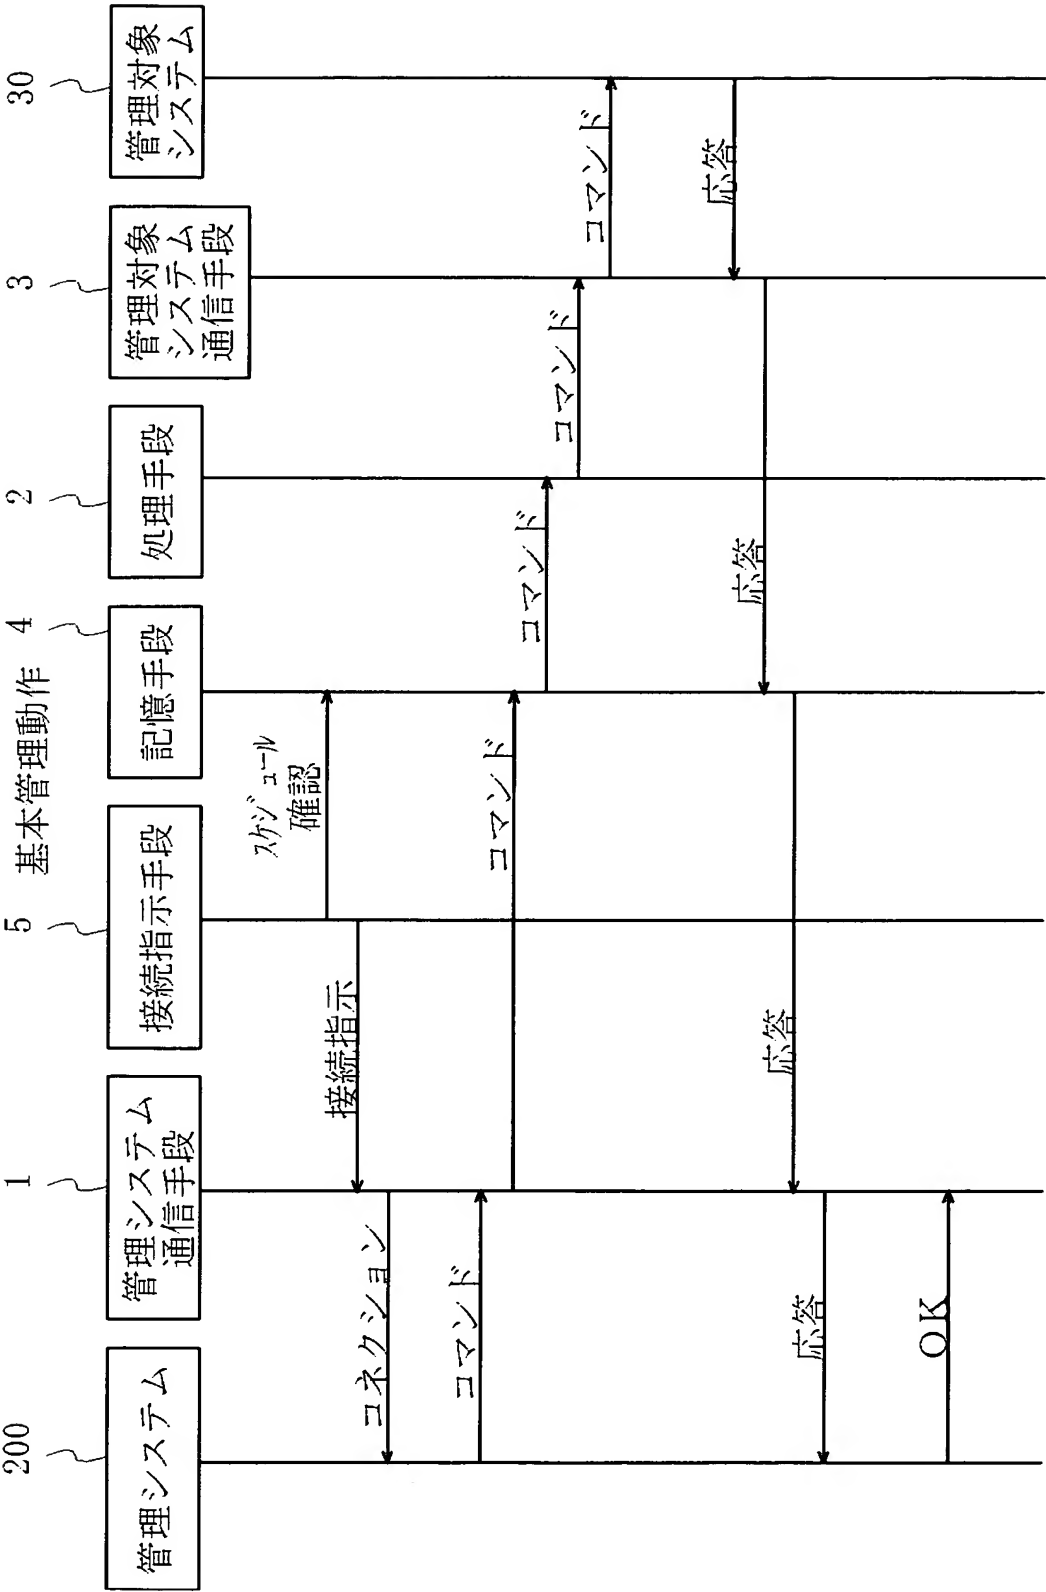 基本管理動作
200
1
5
4
2
3
30
管理システム
管理システム
通信手段
接続指示手段
記憶手段
処理手段
管理対象
システム
通信手段
管理対象
システム
スケジュール
確認
接続指示
コネクション
コマンド
コマンド
コマンド
コマンド
コマンド
応答
応答
応答
応答
OK